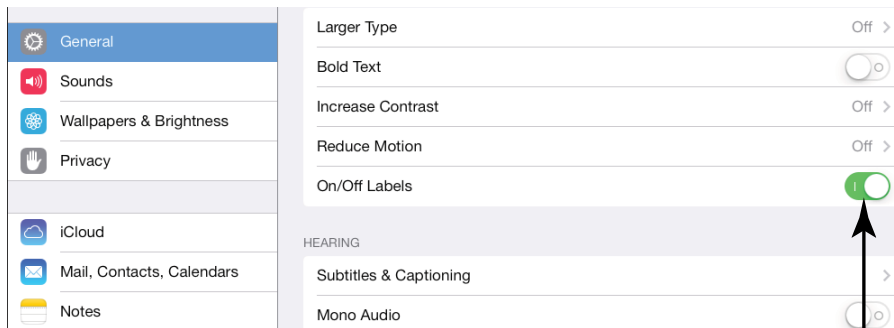 General
Sounds
Wallpapers & Brightness
Privacy
iCloud
Mail, Contacts, Calendars
Notes
Larger Type Off
Bold Text
Increase Contrast Off
Reduce Motion Off
On/Off Labels
HEARING
Subtitles & Captioning
Mono Audio